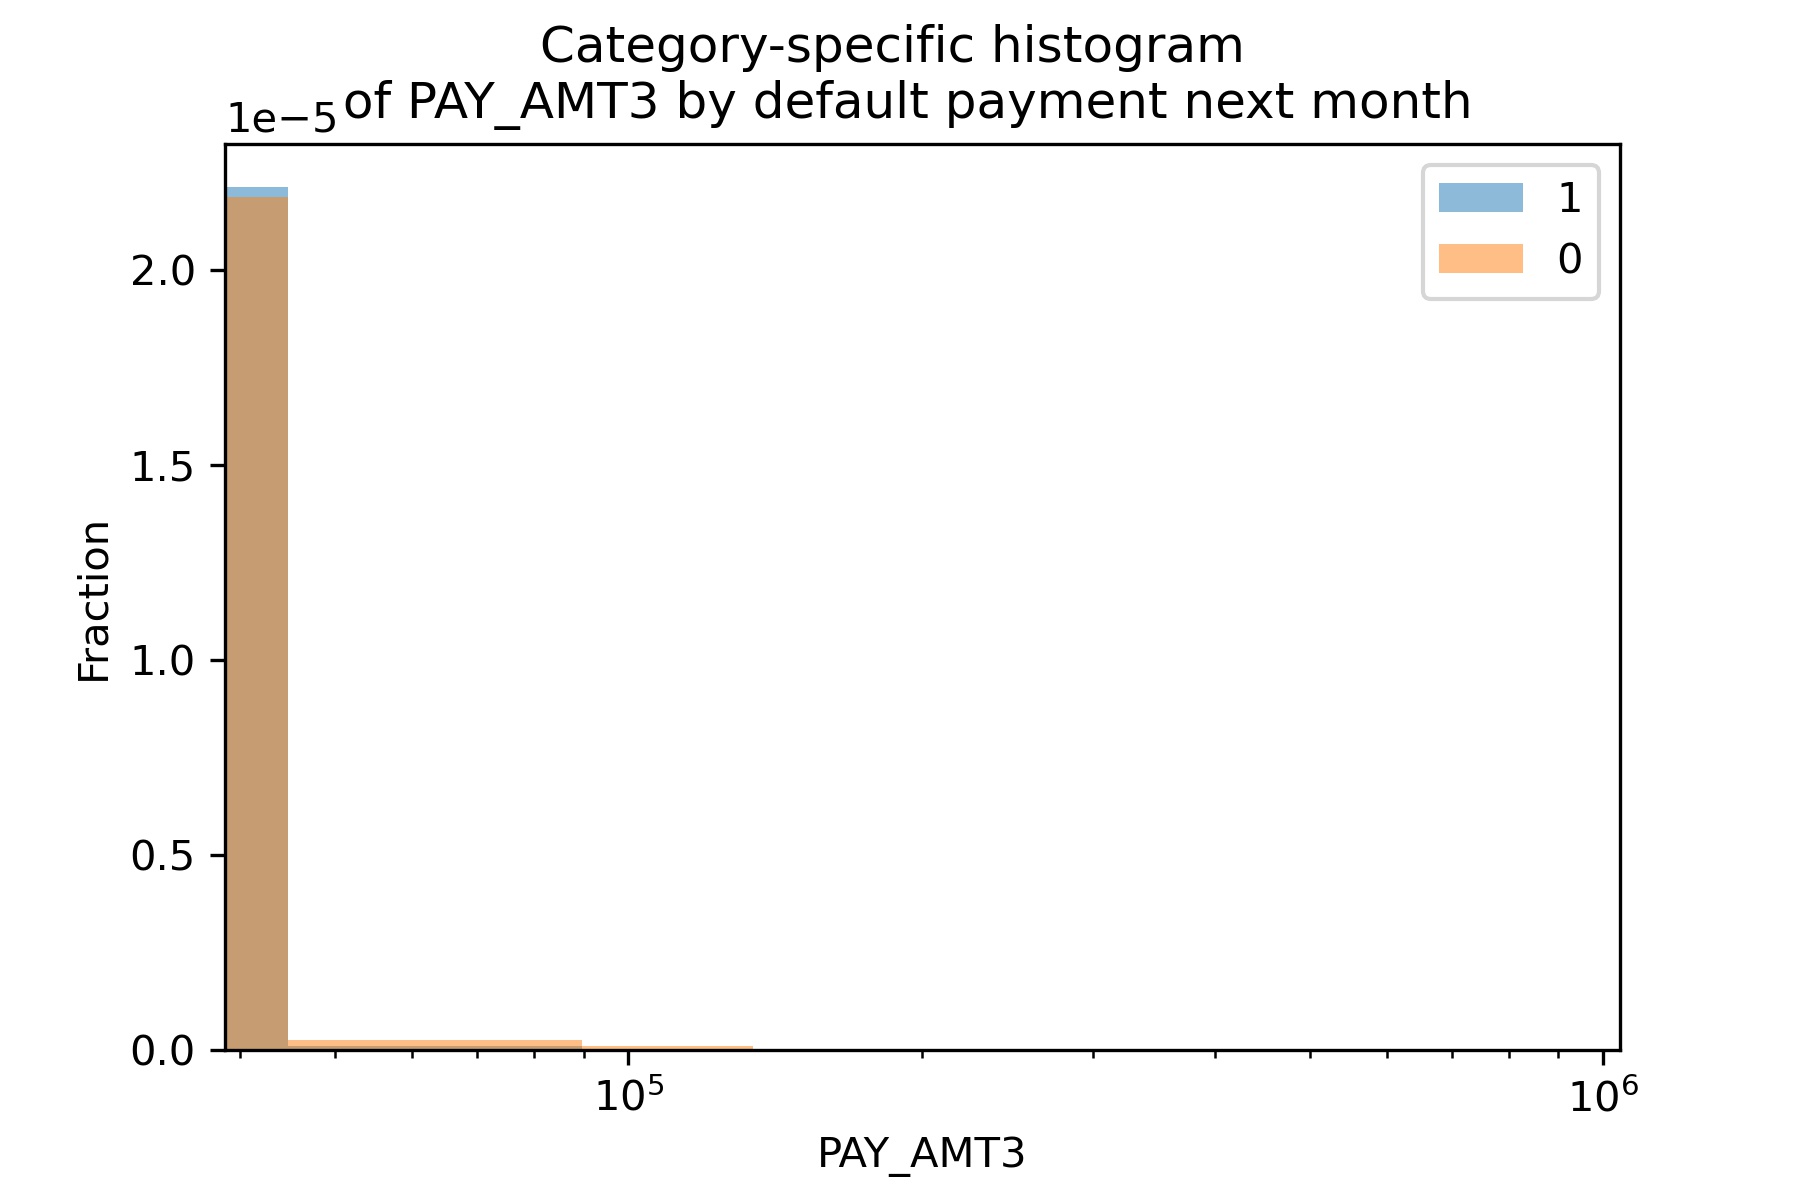 Category-specific histogram
of PAY_AMT3 by default payment next month
1e−5
1
0
2.0
1.5
1.0
0.5
0.0
Fraction
10⁵
10⁶
PAY_AMT3